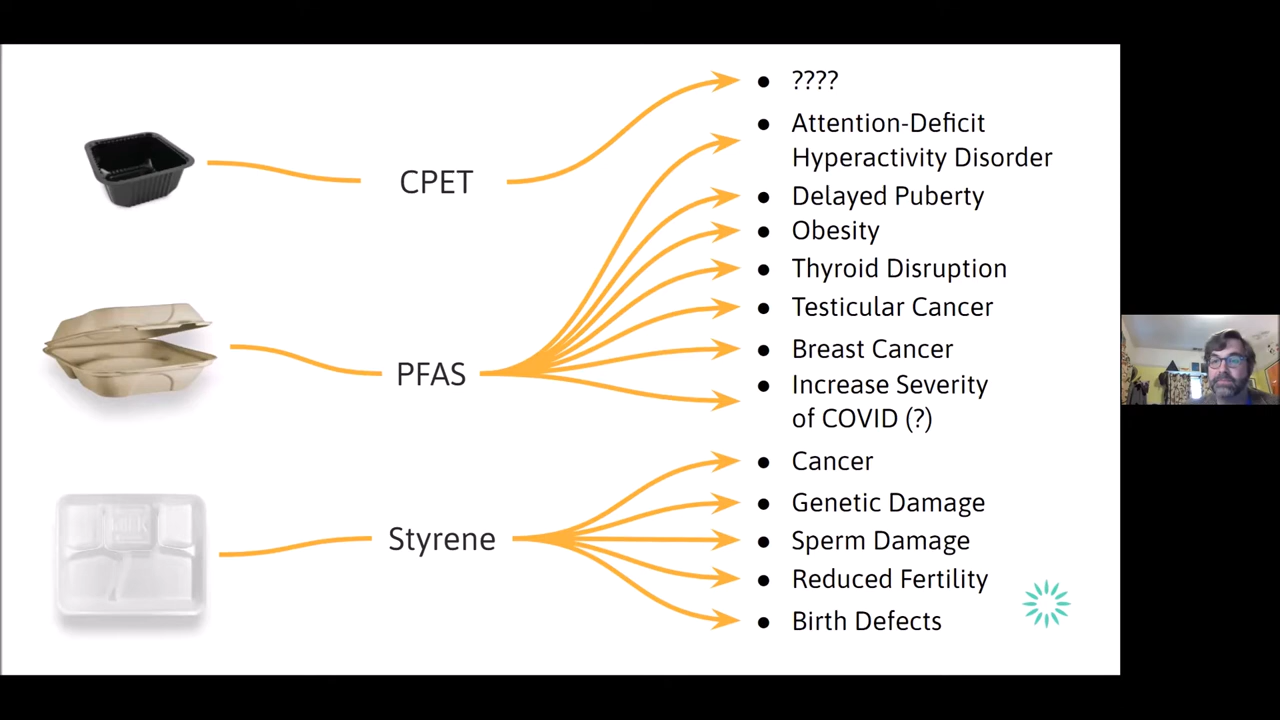 ????
Attention-Deficit
Hyperactivity Disorder
CPET
Delayed Puberty
Obesity
Thyroid Disruption
Testicular Cancer
PFAS
Breast Cancer
Increase Severity
of COVID (?)
Cancer
Genetic Damage
Styrene
Sperm Damage
Reduced Fertility
Birth Defects